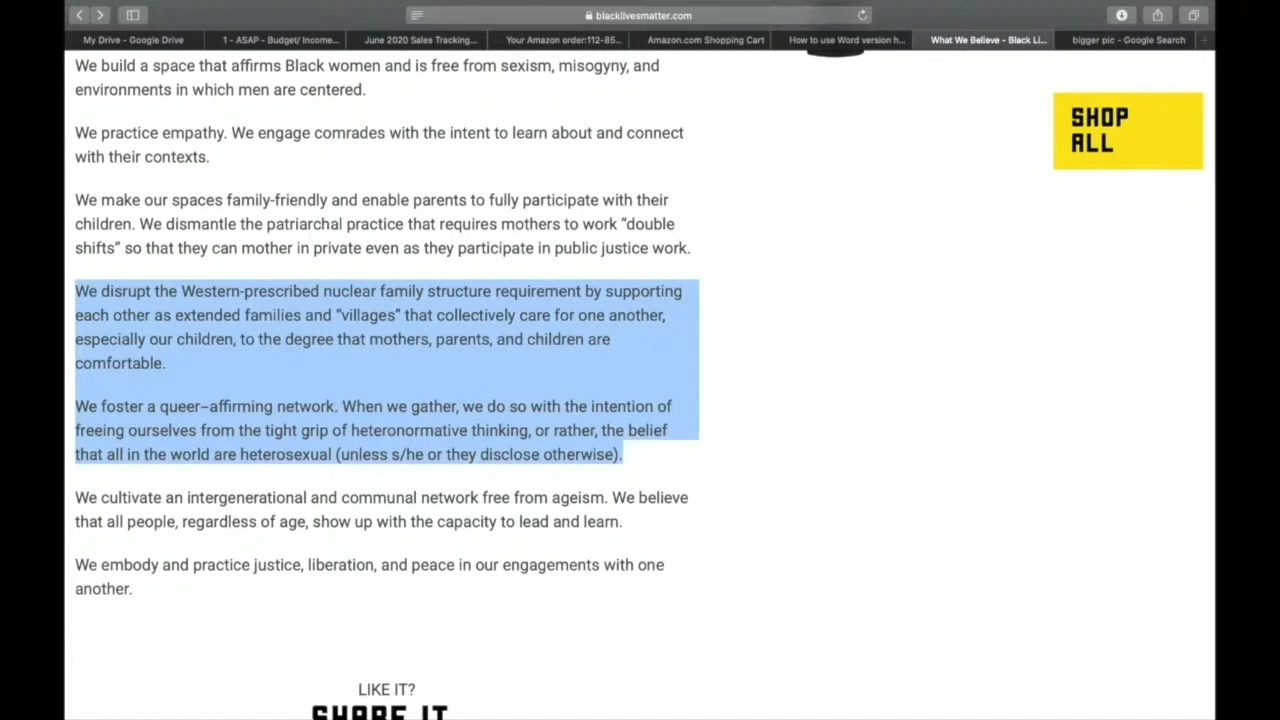 blacklivesmatter.com
My Drive - Google Drive
1 - ASAP - Budget/ Income...
June 2020 Sales Tracking...
Your Amazon order:112-85...
Amazon.com Shopping Cart
How to use Word version h...
What We Believe - Black Li...
bigger pic - Google Search
We build a space that affirms Black women and is free from sexism, misogyny, and
environments in which men are centered.
SHOP
ALL
We practice empathy. We engage comrades with the intent to learn about and connect
with their contexts.
We make our spaces family-friendly and enable parents to fully participate with their
children. We dismantle the patriarchal practice that requires mothers to work “double
shifts” so that they can mother in private even as they participate in public justice work.
We disrupt the Western-prescribed nuclear family structure requirement by supporting
each other as extended families and “villages” that collectively care for one another,
especially our children, to the degree that mothers, parents, and children are
comfortable.
We foster a queer–affirming network. When we gather, we do so with the intention of
freeing ourselves from the tight grip of heteronormative thinking, or rather, the belief
that all in the world are heterosexual (unless s/he or they disclose otherwise).
We cultivate an intergenerational and communal network free from ageism. We believe
that all people, regardless of age, show up with the capacity to lead and learn.
We embody and practice justice, liberation, and peace in our engagements with one
another.
LIKE IT?
SHARE IT